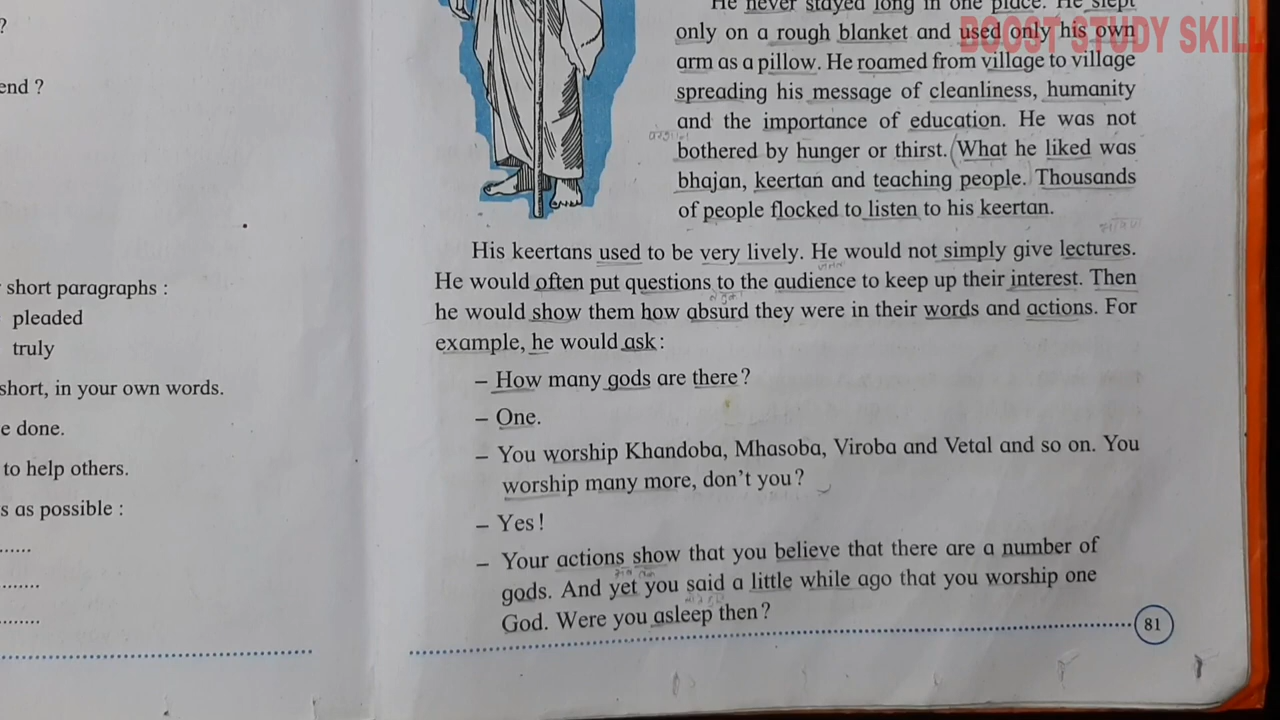 ?
end ?
short paragraphs :
pleaded
truly
short, in your own words.
e done.
to help others.
s as possible :
......
.......
.......
BOOST STUDY SKILL
He never stayed long in one place. He slept
only on a rough blanket and used only his own
arm as a pillow. He roamed from village to village
spreading his message of cleanliness, humanity
and the importance of education. He was not
bothered by hunger or thirst. (What he liked was
bhajan, keertan and teaching people. Thousands
of people flocked to listen to his keertan.
His keertans used to be very lively. He would not simply give lectures.
He would often put questions to the audience to keep up their interest. Then
he would show them how absurd they were in their words and actions. For
example, he would ask :
– How many gods are there ?
– One.
– You worship Khandoba, Mhasoba, Viroba and Vetal and so on. You
worship many more, don't you ?
– Yes !
– Your actions show that you believe that there are a number of
gods. And yet you said a little while ago that you worship one
God. Were you asleep then ?
81